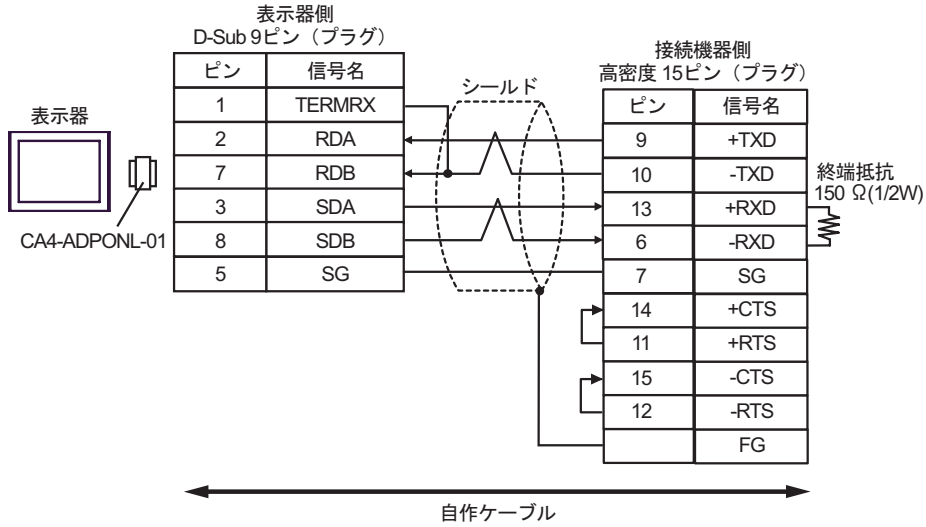 表示器側
D-Sub 9ピン（プラグ）
ピン 信号名
1 TERMRX
2 RDA
7 RDB
3 SDA
8 SDB
5 SG
表示器
CA4-ADPONL-01
シールド
接続機器側
高密度 15ピン（プラグ）
ピン 信号名
9 +TXD
10 -TXD
13 +RXD
6 -RXD
7 SG
14 +CTS
11 +RTS
15 -CTS
12 -RTS
FG
終端抵抗
150 Ω(1/2W)
自作ケーブル